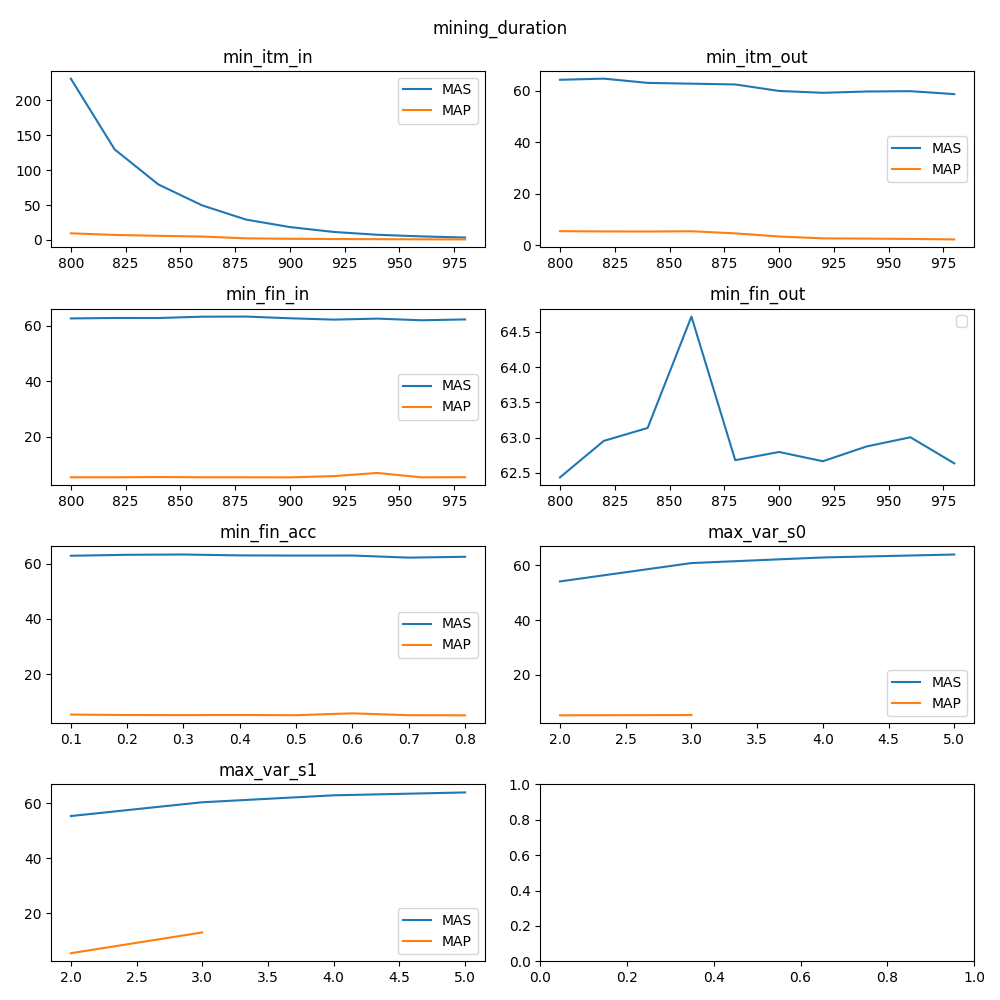 mining_duration
min_itm_in
200
150
100
50
0
MAS
MAP
800 825 850 875 900 925 950 975
min_itm_out
60
40
20
0
MAS
MAP
800 825 850 875 900 925 950 975
min_fin_in
60
40
20
MAS
MAP
800 825 850 875 900 925 950 975
min_fin_out
64.5
64.0
63.5
63.0
62.5
800 825 850 875 900 925 950 975
min_fin_acc
60
40
20
MAS
MAP
0.1 0.2 0.3 0.4 0.5 0.6 0.7 0.8
max_var_s0
60
40
20
MAS
MAP
2.0 2.5 3.0 3.5 4.0 4.5 5.0
max_var_s1
60
40
20
MAS
MAP
2.0 2.5 3.0 3.5 4.0 4.5 5.0
1.0
0.8
0.6
0.4
0.2
0.0
0.0 0.2 0.4 0.6 0.8 1.0